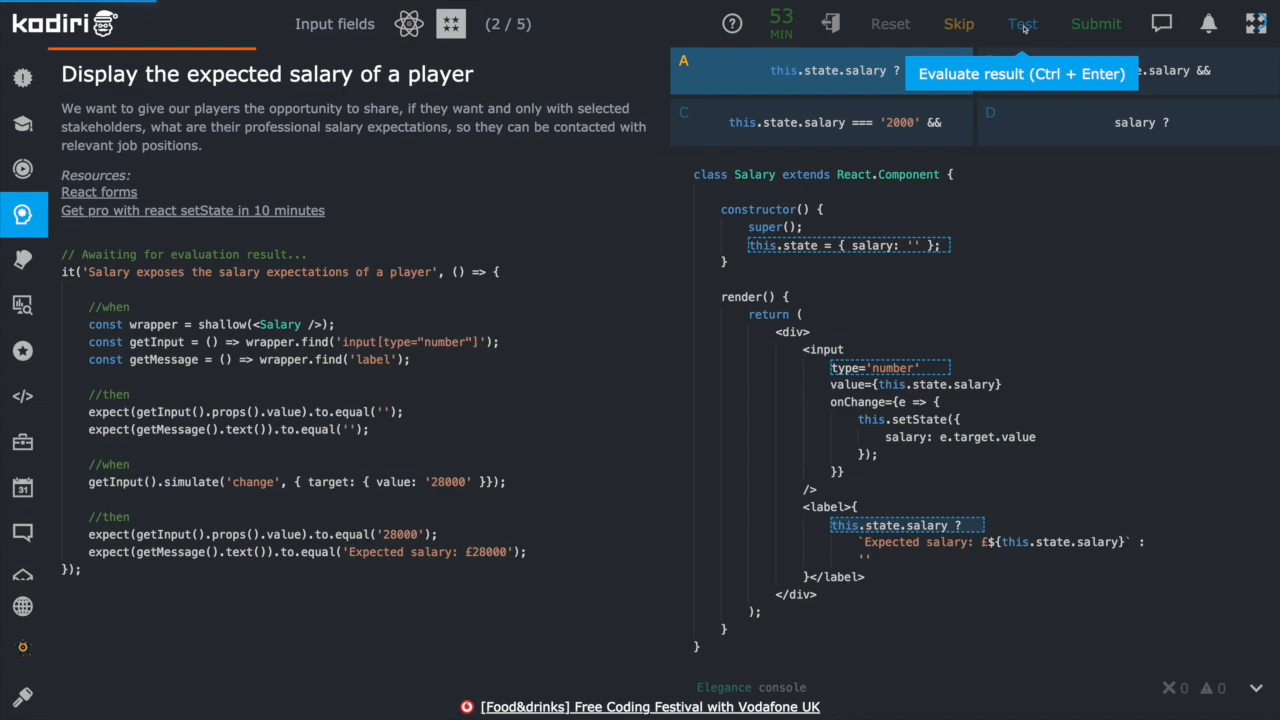 kodiri
Input fields
(2 / 5)
53
MIN
Reset
Skip
Test
Submit
Evaluate result (Ctrl + Enter)
A
this.state.salary ?
e.salary &&
C
this.state.salary === '2000' &&
D
salary ?
Display the expected salary of a player
We want to give our players the opportunity to share, if they want and only with selected
stakeholders, what are their professional salary expectations, so they can be contacted with
relevant job positions.
Resources:
React forms
Get pro with react setState in 10 minutes
// Awaiting for evaluation result...
it('Salary exposes the salary expectations of a player', () => {
//when
const wrapper = shallow(<Salary />);
const getInput = () => wrapper.find('input[type="number"]');
const getMessage = () => wrapper.find('label');
//then
expect(getInput().props().value).to.equal('');
expect(getMessage().text()).to.equal('');
//when
getInput().simulate('change', { target: { value: '28000' }});
//then
expect(getInput().props().value).to.equal('28000');
expect(getMessage().text()).to.equal('Expected salary: £28000');
});
class Salary extends React.Component {
constructor() {
super();
this.state = { salary: '' };
}
render() {
return (
<div>
<input
type='number'
value={this.state.salary}
onChange={e => {
this.setState({
salary: e.target.value
});
}}
/>
<label>{
this.state.salary ?
`Expected salary: £${this.state.salary}` :
''
}</label>
</div>
);
}
}
Elegance console
0
0
31
[Food&drinks] Free Coding Festival with Vodafone UK